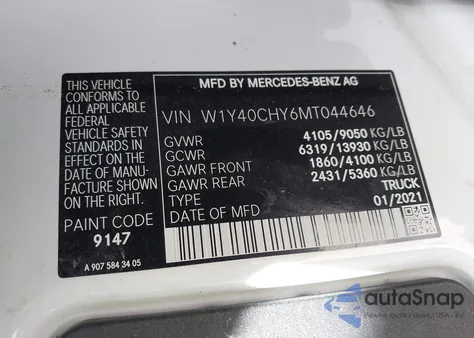 MFD BY MERCEDES-BENZ AG
THIS VEHICLE
CONFORMS TO
ALL APPLICABLE
FEDERAL
VEHICLE SAFETY
STANDARDS IN
EFFECT ON THE
DATE OF MANU-
FACTURE SHOWN
ABOVE.
PAINT CODE
9147
A 907 584 34 05
VIN W1Y40CHY6MT044646
GVWR 4105/9050 KG/LB
GCWR 6319/13930 KG/LB
GAWR FRONT 1860/4100 KG/LB
GAWR REAR 2431/5360 KG/LB
TYPE TRUCK
DATE OF MFD 01/2021
autoSnap